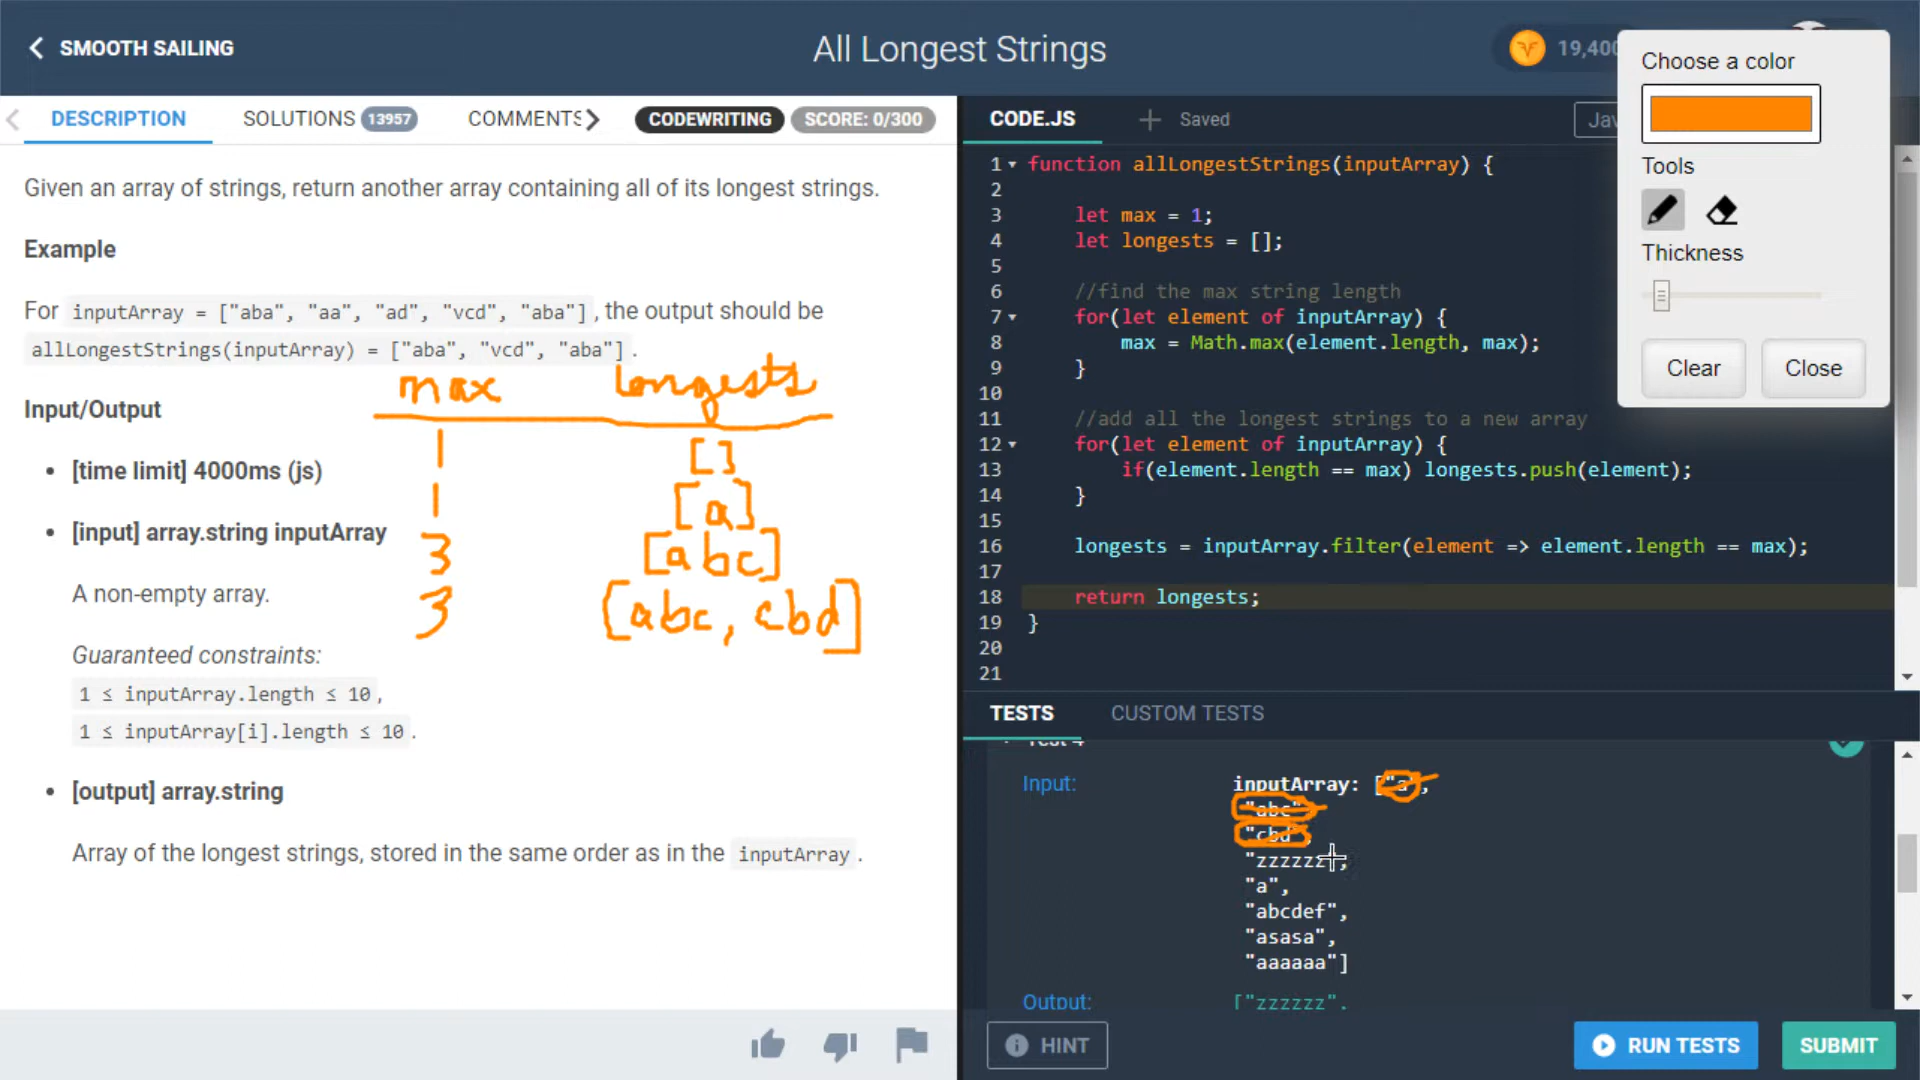 SMOOTH SAILING
All Longest Strings
19,400
DESCRIPTION
SOLUTIONS 13957
COMMENTS
CODEWRITING
SCORE: 0/300
Given an array of strings, return another array containing all of its longest strings.
Example
For inputArray = ["aba", "aa", "ad", "vcd", "aba"], the output should be
allLongestStrings(inputArray) = ["aba", "vcd", "aba"].
max longests
Input/Output
1 []
[time limit] 4000ms (js)
1 [a]
[input] array.string inputArray
3 [abc]
A non-empty array.
3 [abc, cbd]
Guaranteed constraints:
1 ≤ inputArray.length ≤ 10,
1 ≤ inputArray[i].length ≤ 10.
[output] array.string
Array of the longest strings, stored in the same order as in the inputArray.
CODE.JS
Saved
1 function allLongestStrings(inputArray) {
2
3 let max = 1;
4 let longests = [];
5
6 //find the max string length
7 for(let element of inputArray) {
8 max = Math.max(element.length, max);
9 }
10
11 //add all the longest strings to a new array
12 for(let element of inputArray) {
13 if(element.length == max) longests.push(element);
14 }
15
16 longests = inputArray.filter(element => element.length == max);
17
18 return longests;
19 }
20
21
Choose a color
Tools
Thickness
Clear
Close
TESTS
CUSTOM TESTS
Test 4
Input:
inputArray: ["a",
"abc",
"cbd",
"zzzzzz",
"a",
"abcdef",
"asasa",
"aaaaaa"]
Output:
["zzzzzz",
HINT
RUN TESTS
SUBMIT